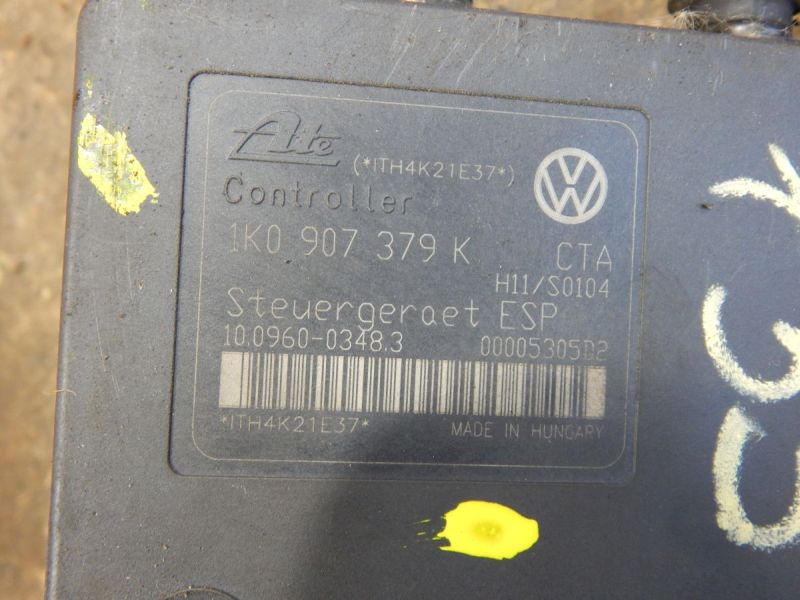 Ate (*ITH4K21E37*)
Controller
1K0 907 379 K CTA
H11/S0104
Steuergeraet ESP
10.0960-0348.3 00005305D2
*ITH4K21E37* MADE IN HUNGARY